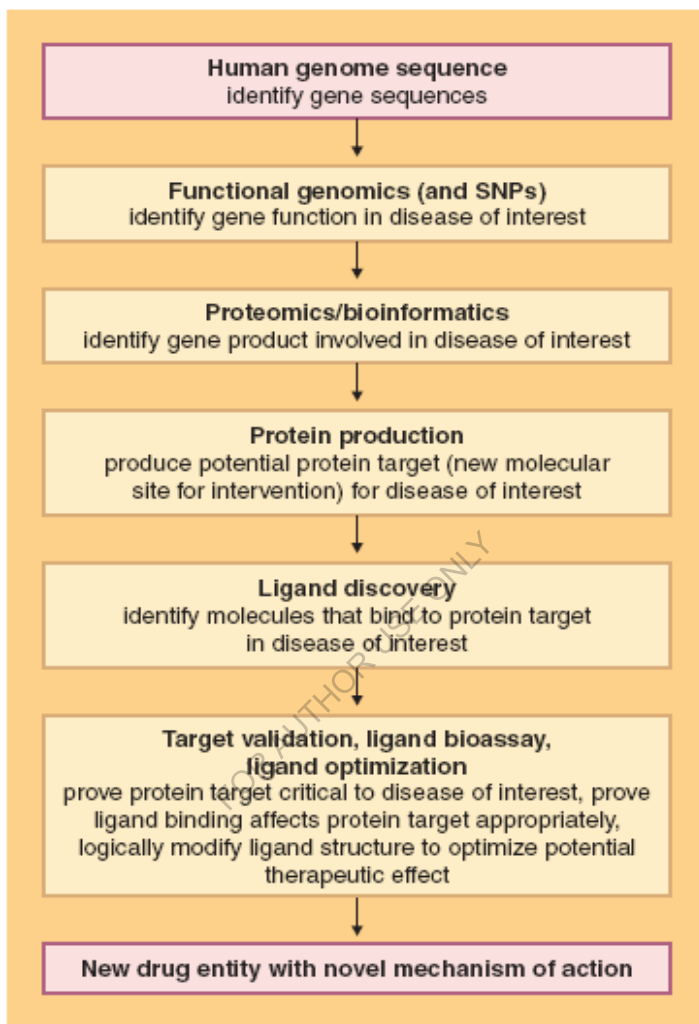 Human genome sequence
identify gene sequences
Functional genomics (and SNPs)
identify gene function in disease of interest
Proteomics/bioinformatics
identify gene product involved in disease of interest
Protein production
produce potential protein target (new molecular
site for intervention) for disease of interest
Ligand discovery
identify molecules that bind to protein target
in disease of interest
Target validation, ligand bioassay,
ligand optimization
prove protein target critical to disease of interest, prove
ligand binding affects protein target appropriately,
logically modify ligand structure to optimize potential
therapeutic effect
New drug entity with novel mechanism of action
FOR AUTHOR USE ONLY